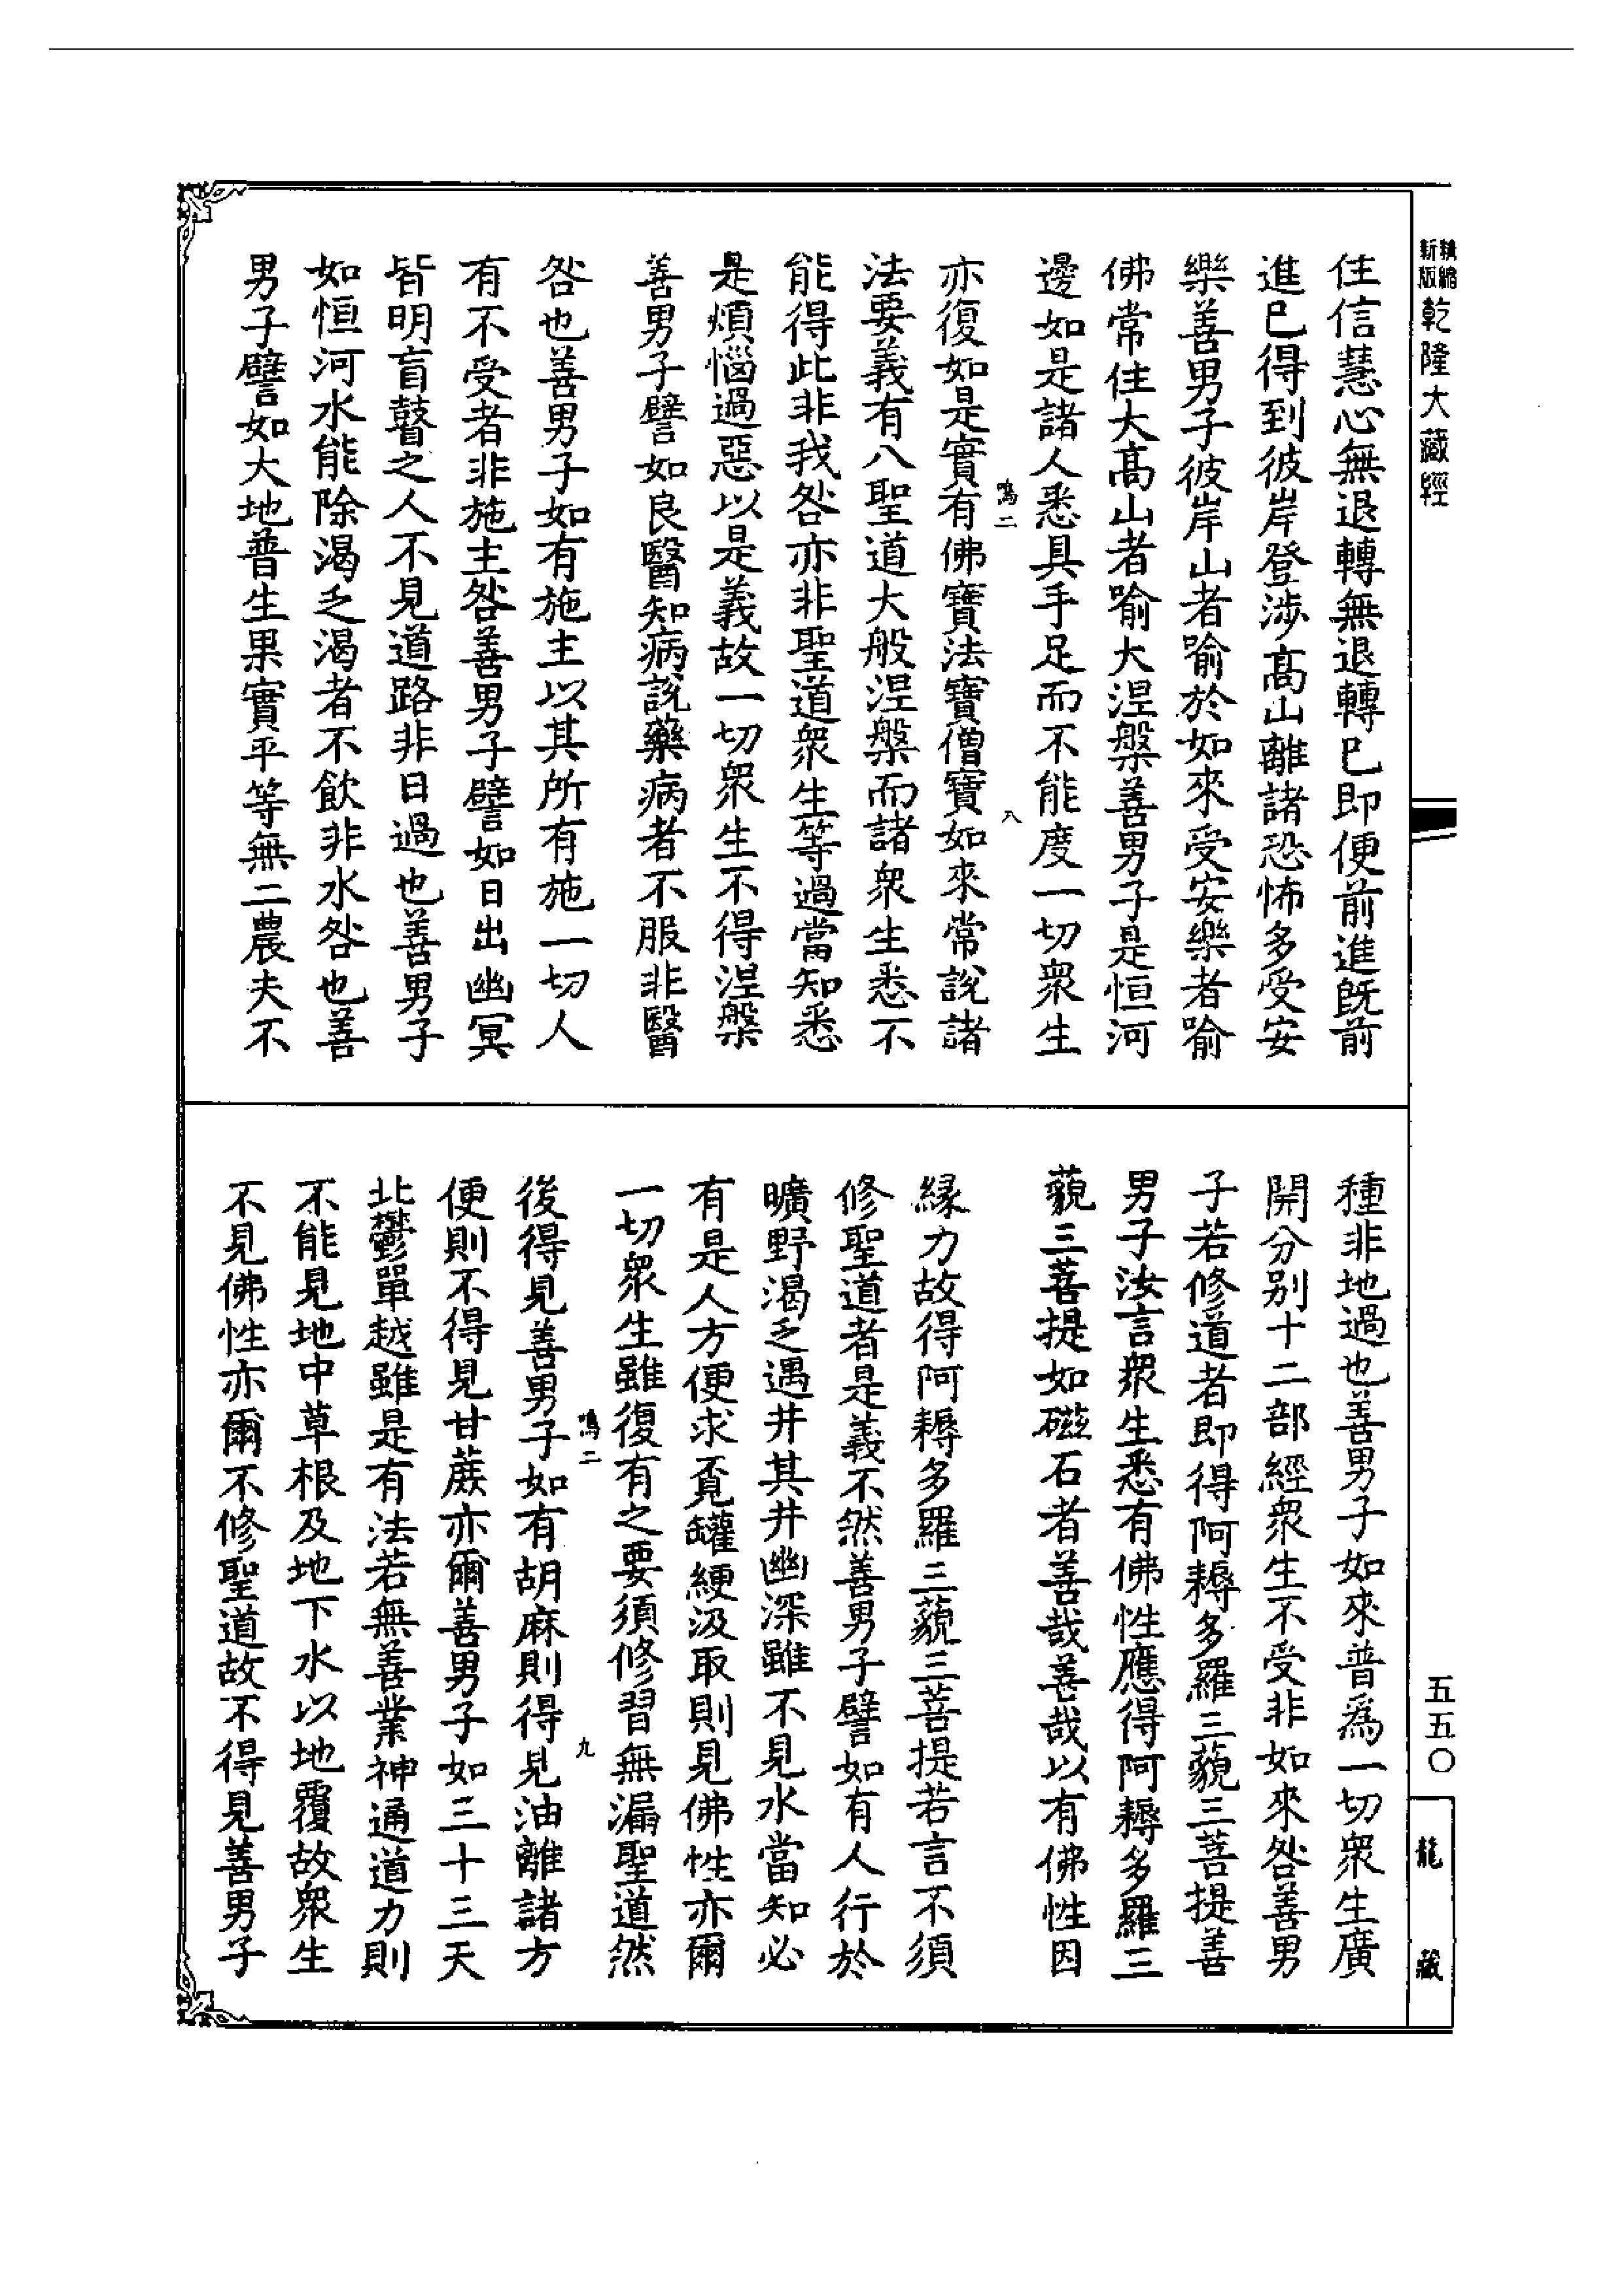 新版精縮乾隆大藏經
住信慧心無退轉無退轉巳即便前進旣前
進巳得到彼岸登涉髙山離諸恐怖多受安
樂善男子彼岸山者喻於如來受安樂者喻
佛常住大髙山者喻大涅槃善男子是恒河
邊如是諸人悉具手足而不能度一切衆生
鳴二 八
亦復如是實有佛寶法寶僧寶如來常說諸
法要義有八聖道大般涅槃而諸衆生悉不
能得此非我咎亦非聖道衆生等過當知悉
是煩惱過惡以是義故一切衆生不得涅槃
善男子譬如良醫知病說藥病者不服非醫
咎也善男子如有施主以其所有施一切人
有不受者非施主咎善男子譬如日出幽冥
皆明盲瞽之人不見道路非日過也善男子
如恒河水能除渴乏渴者不飲非水咎也善
男子譬如大地普生果實平等無二農夫不
種非地過也善男子如來普爲一切衆生廣
開分别十二部經衆生不受非如來咎善男
子若修道者即得阿耨多羅三藐三菩提善
男子汝言衆生悉有佛性應得阿耨多羅三
藐三菩提如磁石者善哉善哉以有佛性因
緣力故得阿耨多羅三藐三菩提若言不須
修聖道者是義不然善男子譬如有人行於
曠野渴乏遇井其井幽深雖不見水當知必
有是人方便求覔罐綆汲取則見佛性亦爾
一切衆生雖復有之要須修習無漏聖道然
鳴二 九
後得見善男子如有胡麻則得見油離諸方
便則不得見甘蔗亦爾善男子如三十三天
北鬱單越雖是有法若無善業神通道力則
不能見地中草根及地下水以地覆故衆生
不見佛性亦爾不修聖道故不得見善男子
五五〇
龍藏